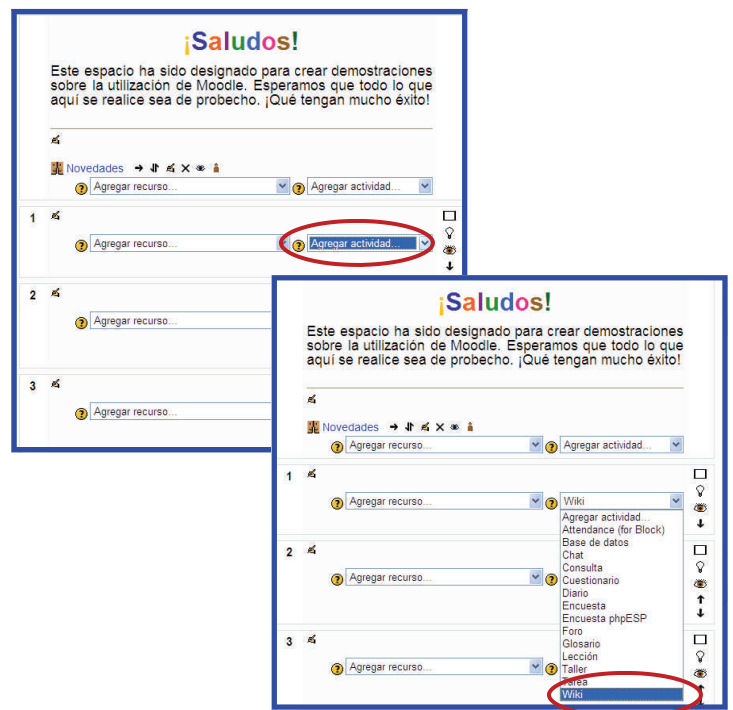 ¡Saludos!
Este espacio ha sido designado para crear demostraciones
sobre la utilización de Moodle. Esperamos que todo lo que
aquí se realice sea de probecho. ¡Qué tengan mucho éxito!
Novedades
Agregar recurso... Agregar actividad...
1
Agregar recurso... Agregar actividad...
2
Agregar recurso...
3
Agregar recurso...
¡Saludos!
Este espacio ha sido designado para crear demostraciones
sobre la utilización de Moodle. Esperamos que todo lo que
aquí se realice sea de probecho. ¡Qué tengan mucho éxito!
Novedades
Agregar recurso... Agregar actividad...
1
Agregar recurso... Wiki
Agregar actividad...
Attendance (for Block)
Base de datos
Chat
Consulta
Cuestionario
Diario
Encuesta
Encuesta phpESP
Foro
Glosario
Lección
Taller
Tarea
Wiki
2
Agregar recurso...
3
Agregar recurso...